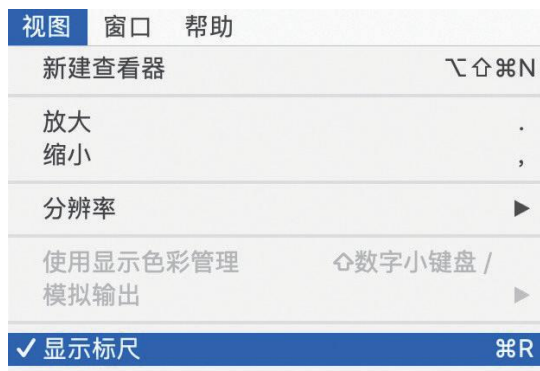 视图 窗口 帮助
新建查看器 ⌥⇧⌘N
放大 .
缩小 ,
分辨率 ▶
使用显示色彩管理 ⇧数字小键盘 /
模拟输出 ▶
✓ 显示标尺 ⌘R